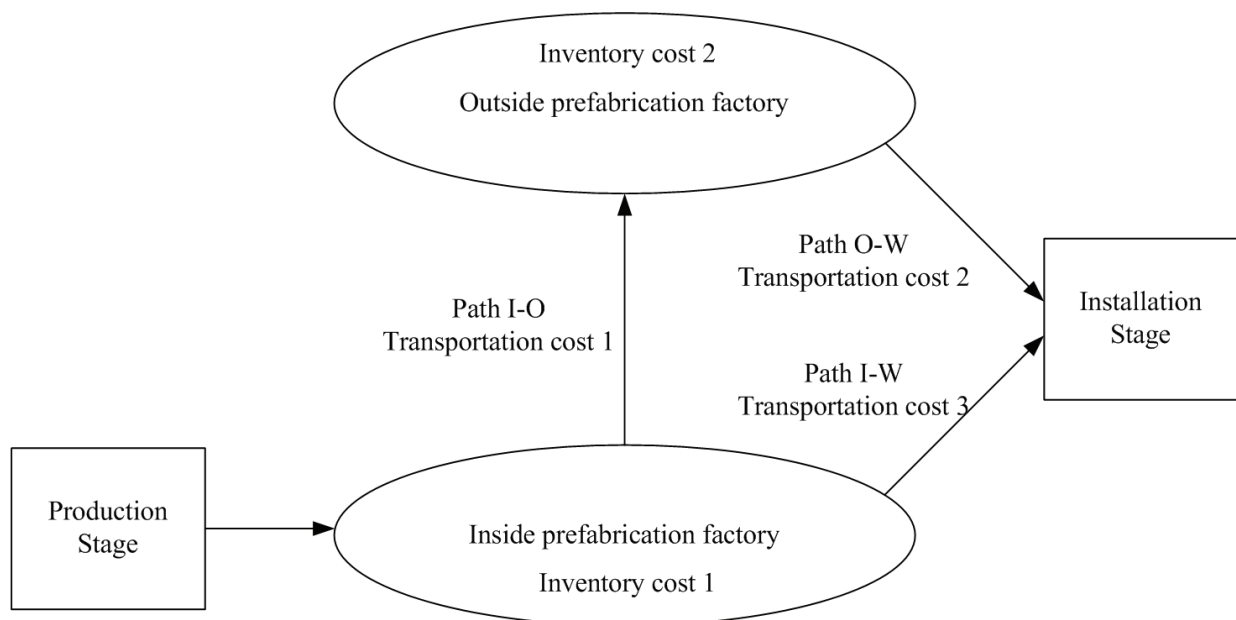 Inventory cost 2
Outside prefabrication factory
Path O-W
Transportation cost 2
Installation
Stage
Path I-O
Transportation cost 1
Path I-W
Transportation cost 3
Production
Stage
Inside prefabrication factory
Inventory cost 1